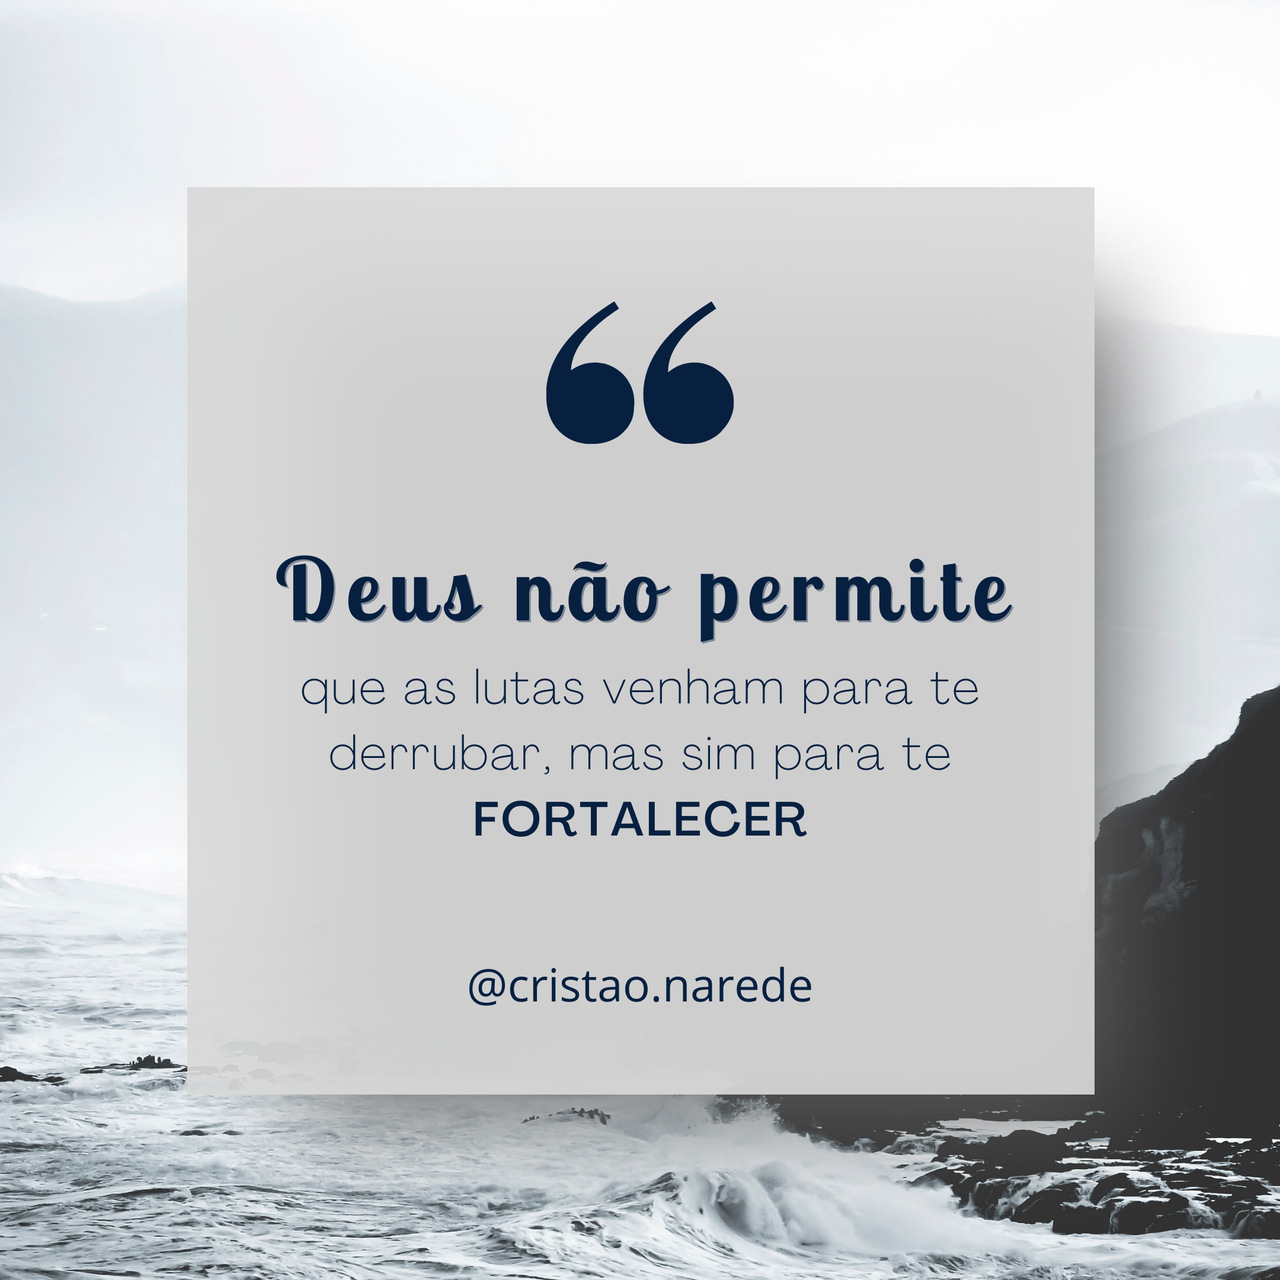 “
Deus não permite
que as lutas venham para te
derrubar, mas sim para te
FORTALECER
@cristao.narede